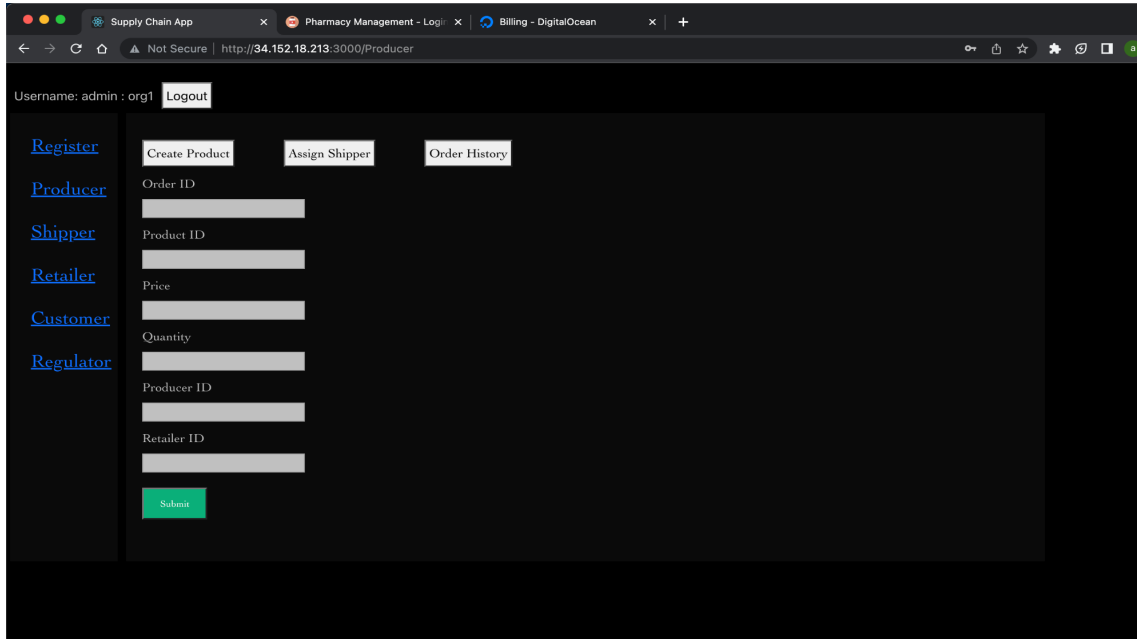 Supply Chain App
Pharmacy Management - Login
Billing - DigitalOcean
Not Secure | http://34.152.18.213:3000/Producer
a
Username: admin : org1 Logout
Register
Producer
Shipper
Retailer
Customer
Regulator
Create Product Assign Shipper Order History
Order ID
Product ID
Price
Quantity
Producer ID
Retailer ID
Submit